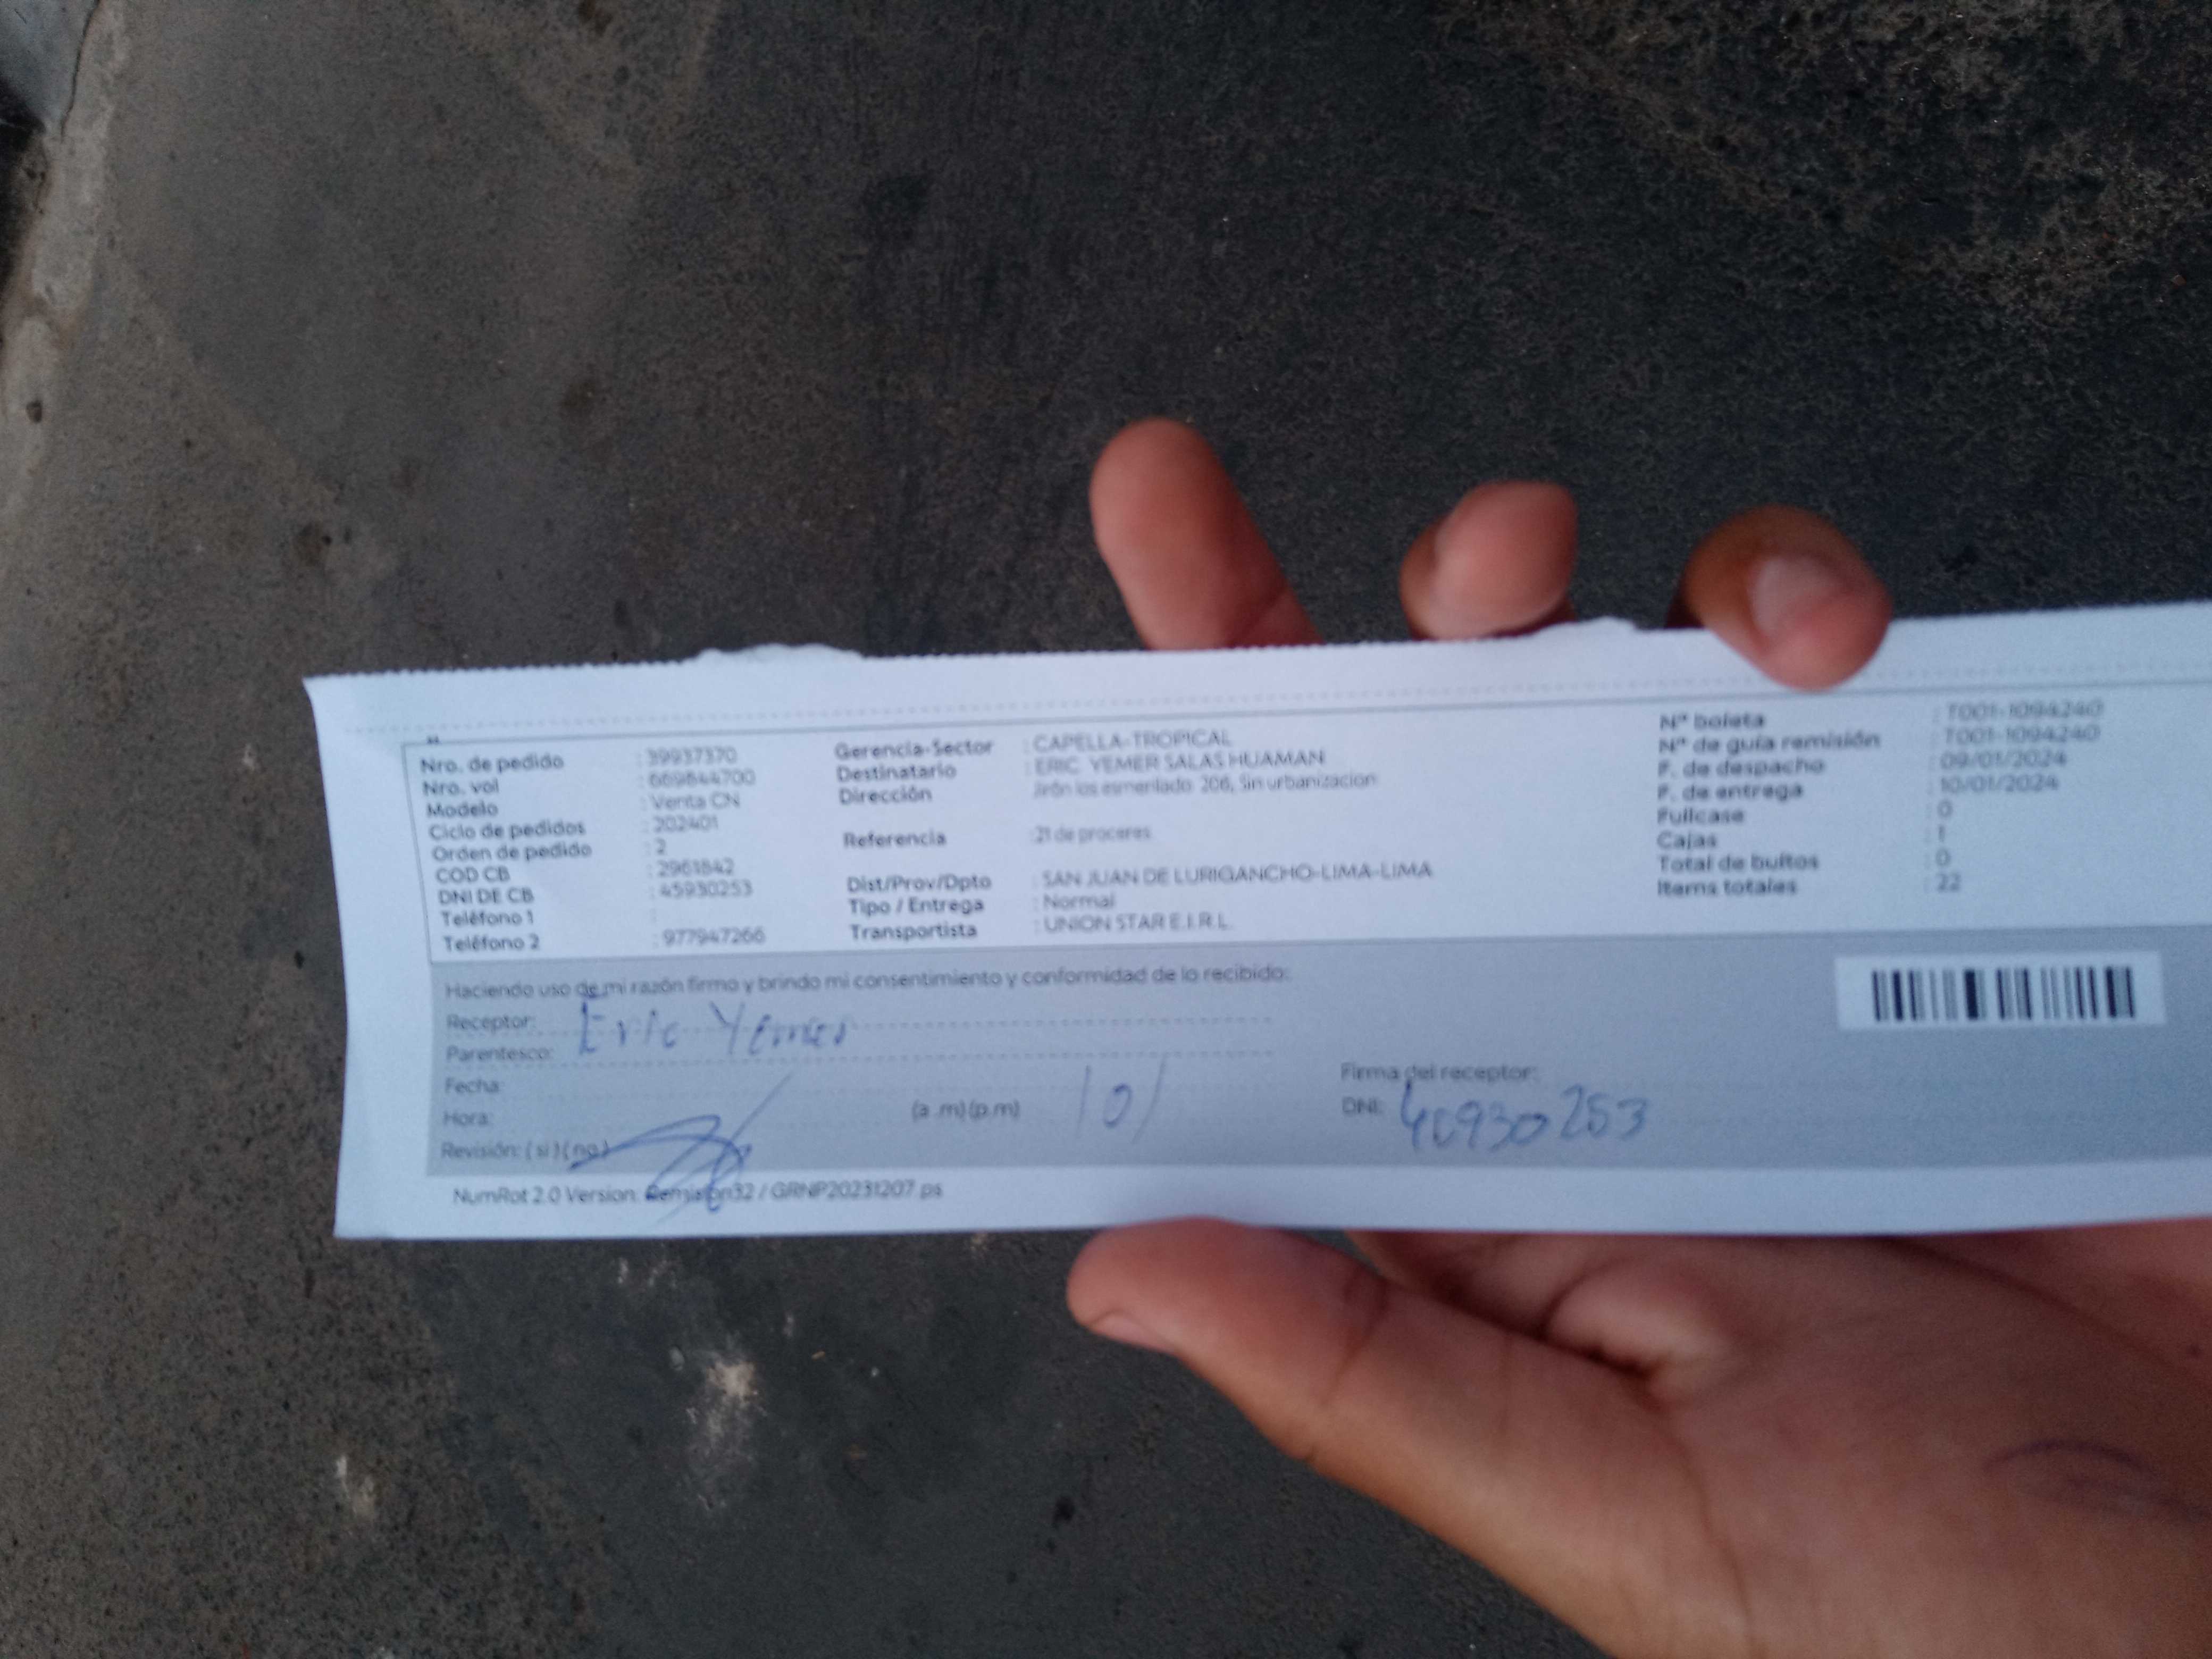 Nro. de pedido : 39937370
Nro. vol : 669844700
Modelo : Venta CN
Ciclo de pedidos : 202401
Orden de pedido : 2
COD CB : 2961842
DNI DE CB : 45930253
Teléfono 1 :
Teléfono 2 : 977947266
Gerencia-Sector : CAPELLA-TROPICAL
Destinatario : ERIC YEMER SALAS HUAMAN
Dirección : Jirón los esmerlado 206, Sin urbanizacion
Referencia : 21 de proceres
Dist/Prov/Dpto : SAN JUAN DE LURIGANCHO-LIMA-LIMA
Tipo / Entrega : Normal
Transportista : UNION STAR E.I.R.L.
N° boleta : T001-1094240
N° de guía remisión : T001-1094240
F. de despacho : 09/01/2024
F. de entrega : 10/01/2024
Fullcase : 0
Cajas : 1
Total de bultos : 0
Items totales : 22
Haciendo uso de mi razón firmo y brindo mi consentimiento y conformidad de lo recibido:
Receptor: Eric Yemer
Parentesco:
Fecha:
Hora: (a .m) (p.m)
Revisión: ( si ) ( no )
Firma del receptor:
DNI: 40930253
NumRot 2.0 Version: Remision32 / GRNP20231207 ps